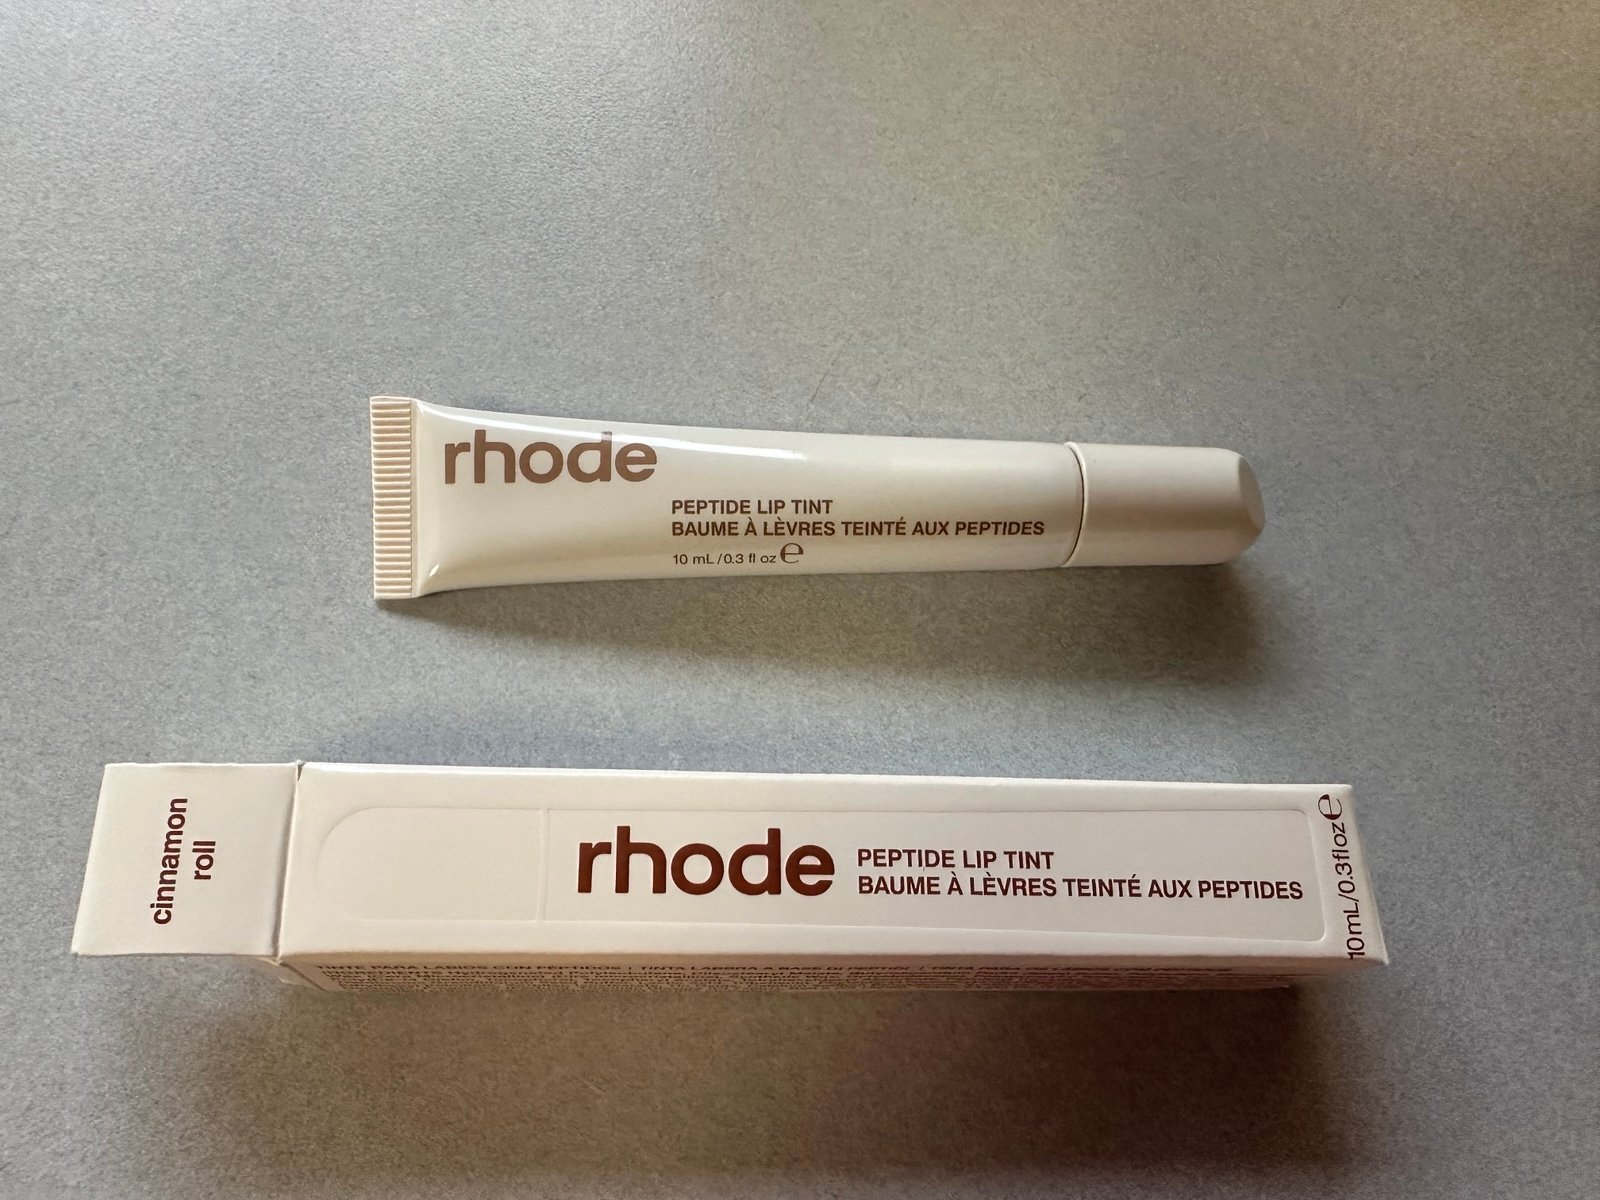 rhode
PEPTIDE LIP TINT
BAUME À LÈVRES TEINTÉ AUX PEPTIDES
10 mL/0.3 fl oz e
cinnamon
roll
rhode
PEPTIDE LIP TINT
BAUME À LÈVRES TEINTÉ AUX PEPTIDES
10mL/0.3floz e